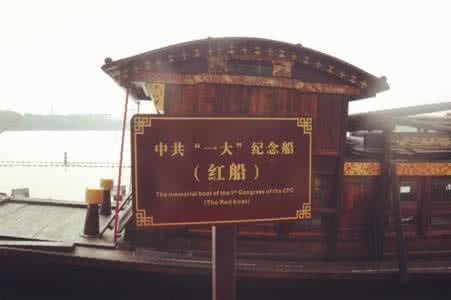 中共“一大”纪念船
（红船）
The memorial boat of the 1st Congress of the CPC
(The Red-boat)